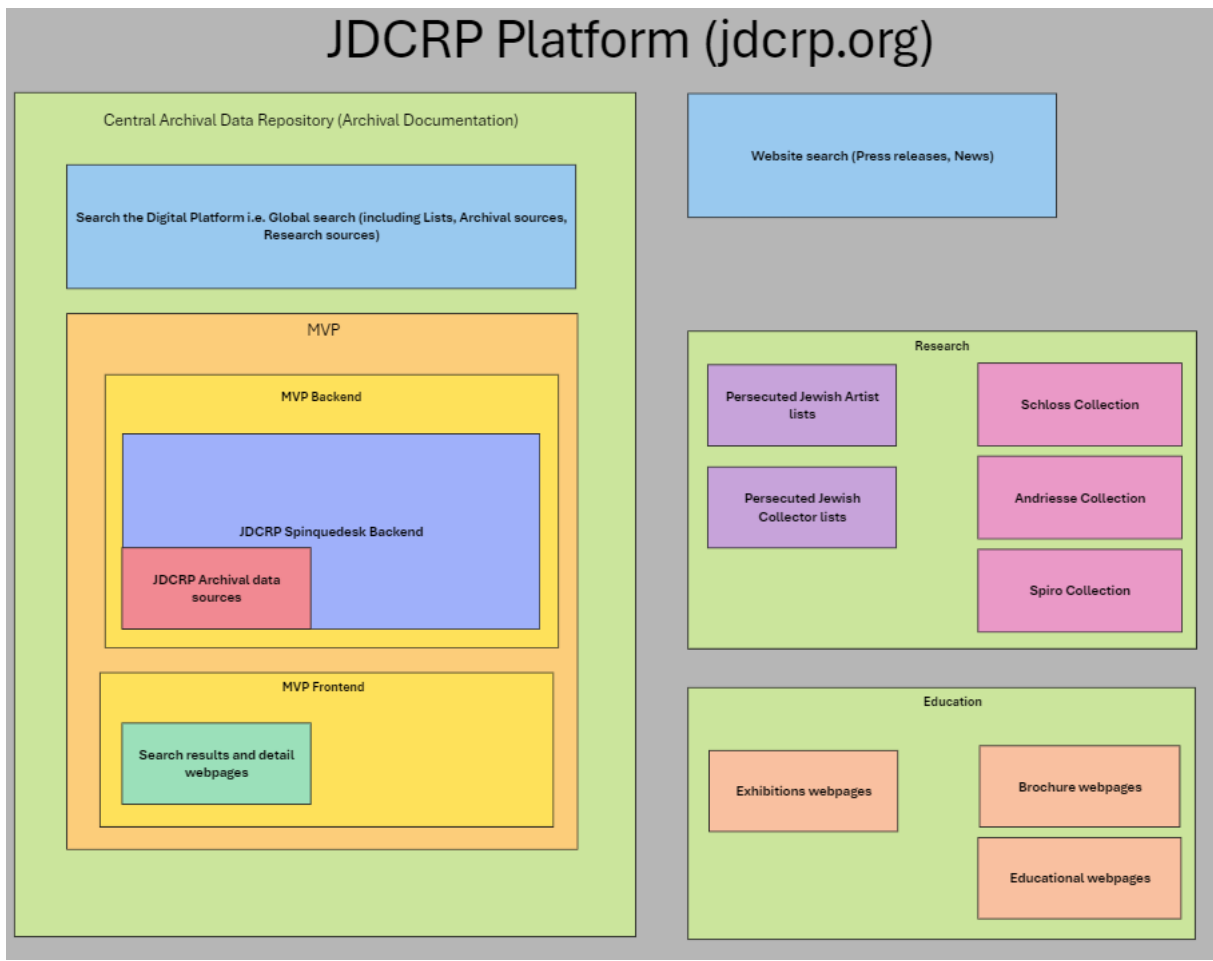 JDCRP Platform (jdcrp.org)
Central Archival Data Repository (Archival Documentation)
Search the Digital Platform i.e. Global search (including Lists, Archival sources,
Research sources)
MVP
MVP Backend
JDCRP Spinquedesk Backend
JDCRP Archival data
sources
MVP Frontend
Search results and detail
webpages
Website search (Press releases, News)
Research
Persecuted Jewish Artist
lists
Persecuted Jewish
Collector lists
Schloss Collection
Andriesse Collection
Spiro Collection
Education
Exhibitions webpages
Brochure webpages
Educational webpages